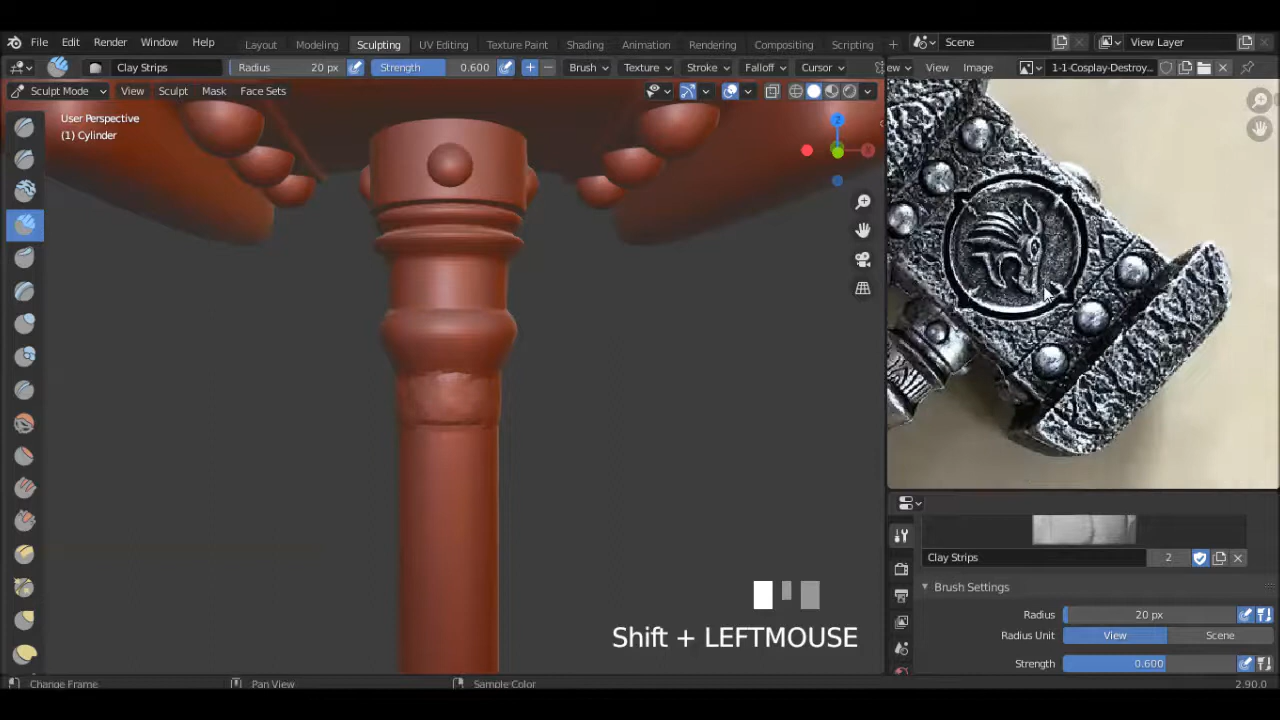 File Edit Render Window Help Layout Modeling Sculpting UV Editing Texture Paint Shading Animation Rendering Compositing Scripting Scene View Layer
Clay Strips Radius 20 px Strength 0.600 Brush Texture Stroke Falloff Cursor View Image 1-1-Cosplay-Destroy...
Sculpt Mode View Sculpt Mask Face Sets
User Perspective
(1) Cylinder
Z
Clay Strips 2
Brush Settings
Radius 20 px
Radius Unit View Scene
Shift + LEFTMOUSE
Strength 0.600
Change Frame Pan View Sample Color 2.90.0